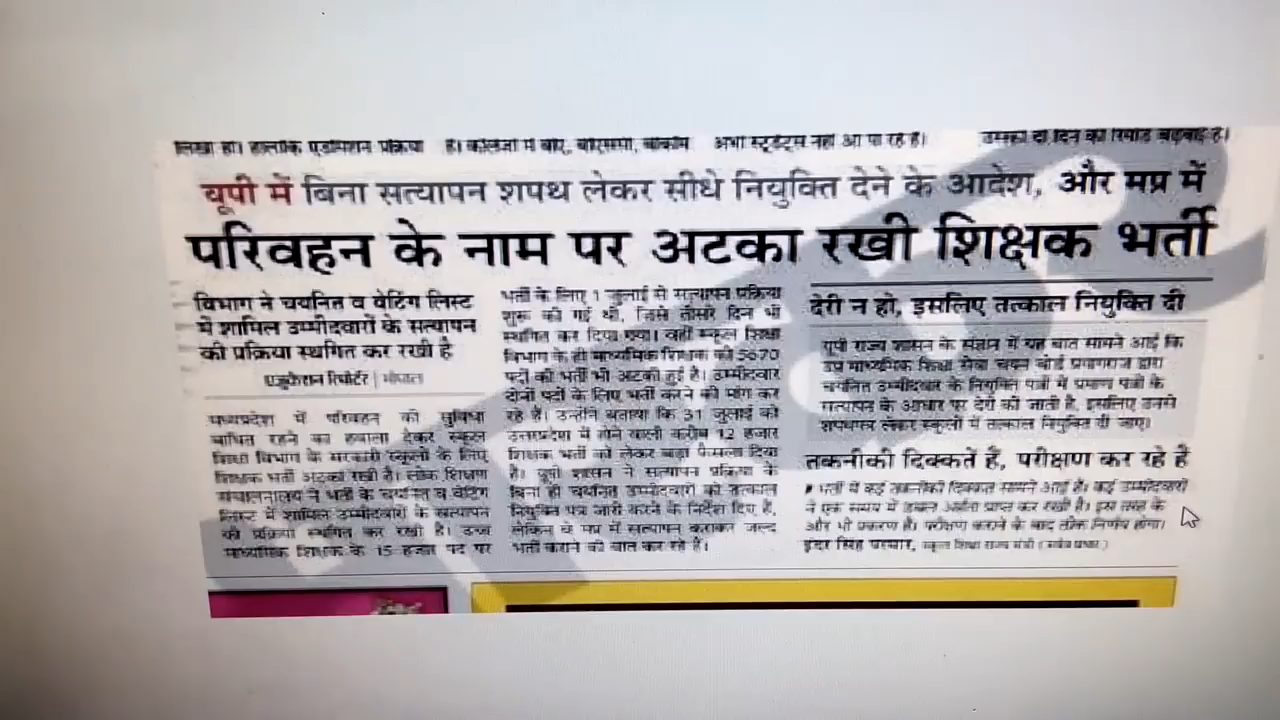 अभी स्टूडेंट्स नहीं आ पा रहे हैं।
यूपी में बिना सत्यापन शपथ लेकर सीधे नियुक्ति देने के आदेश, और मप्र में
परिवहन के नाम पर अटका रखी शिक्षक भर्ती
विभाग ने चयनित व वेटिंग लिस्ट
में शामिल उम्मीदवारों के सत्यापन
की प्रक्रिया स्थगित कर रखी है
एजुकेशन रिपोर्टर | भोपाल
मध्यप्रदेश में परिवहन की सुविधा
बाधित रहने का हवाला देकर स्कूल
शिक्षा विभाग के सरकारी स्कूलों के लिए
शिक्षक भर्ती अटका रखी है। लोक शिक्षण
संचालनालय ने भर्ती के चयनित व वेटिंग
लिस्ट में शामिल उम्मीदवारों के सत्यापन
की प्रक्रिया स्थगित कर रखी है। उच्च
माध्यमिक शिक्षक के 15 हजार पद पर
भर्ती के लिए 1 जुलाई से सत्यापन प्रक्रिया
शुरू की गई थी, जिसे तीसरे दिन भी
स्थगित कर दिया गया। वहीं स्कूल शिक्षा
विभाग के ही माध्यमिक शिक्षक की 5670
पदों की भर्ती भी अटकी हुई है। उम्मीदवार
दोनों पदों के लिए भर्ती करने की मांग कर
रहे हैं। उन्होंने बताया कि 31 जुलाई को
उत्तरप्रदेश में होने वाली करीब 12 हजार
शिक्षक भर्ती को लेकर बड़ा फैसला दिया
है। यूपी शासन ने सत्यापन प्रक्रिया के
बिना ही चयनित उम्मीदवारों को तत्काल
नियुक्ति पत्र जारी करने के निर्देश दिए हैं,
लेकिन वे मप्र में सत्यापन कराकर जल्द
भर्ती कराने की बात कर रहे हैं।
देरी न हो, इसलिए तत्काल नियुक्ति दी
यूपी राज्य शासन के संज्ञान में यह बात सामने आई कि
उप्र माध्यमिक शिक्षा सेवा चयन बोर्ड प्रयागराज द्वारा
चयनित उम्मीदवार के नियुक्ति पत्रों में प्रमाण पत्रों के
सत्यापन के आधार पर देरी की जाती है, इसलिए उनसे
शपथपत्र लेकर स्कूलों में तत्काल नियुक्ति दी जाए।
तकनीकी दिक्कतें हैं, परीक्षण कर रहे हैं
भर्ती में कई तकनीकी दिक्कत सामने आई हैं। कई उम्मीदवारों
ने एक समय में डबल अर्हता प्राप्त कर रखी है। इस तरह के
और भी प्रकरण हैं। परीक्षण कराने के बाद ठीक निर्णय होगा।
इंदर सिंह परमार, स्कूल शिक्षा राज्य मंत्री (स्वतंत्र प्रभार)